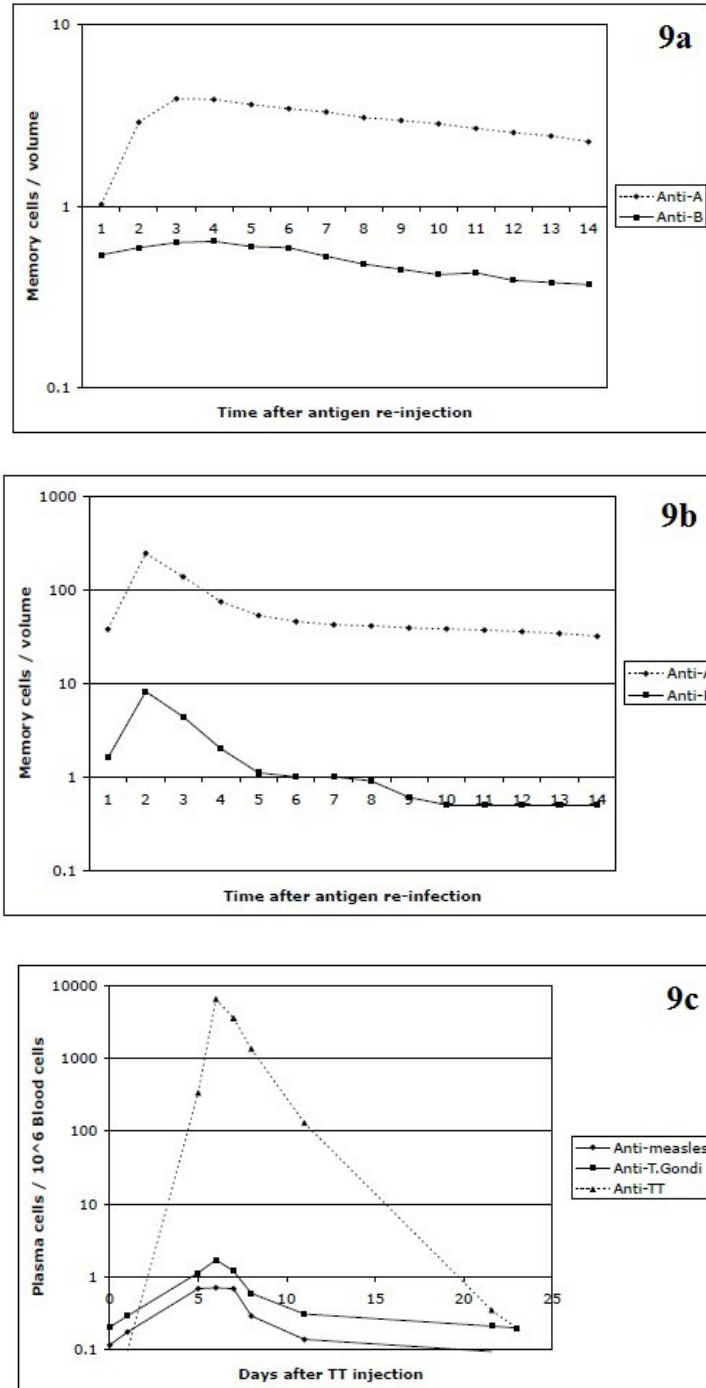 9a
10
1
0.1
Memory cells / volume
1 2 3 4 5 6 7 8 9 10 11 12 13 14
Time after antigen re-injection
Anti-A
Anti-B
9b
1000
100
10
1
0.1
Memory cells / volume
1 2 3 4 5 6 7 8 9 10 11 12 13 14
Time after antigen re-infection
Anti-A
Anti-
9c
10000
1000
100
10
1
0.1
Plasma cells / 10^6 Blood cells
0 5 10 15 20 25
Days after TT injection
Anti-measles
Anti-T.Gondi
Anti-TT